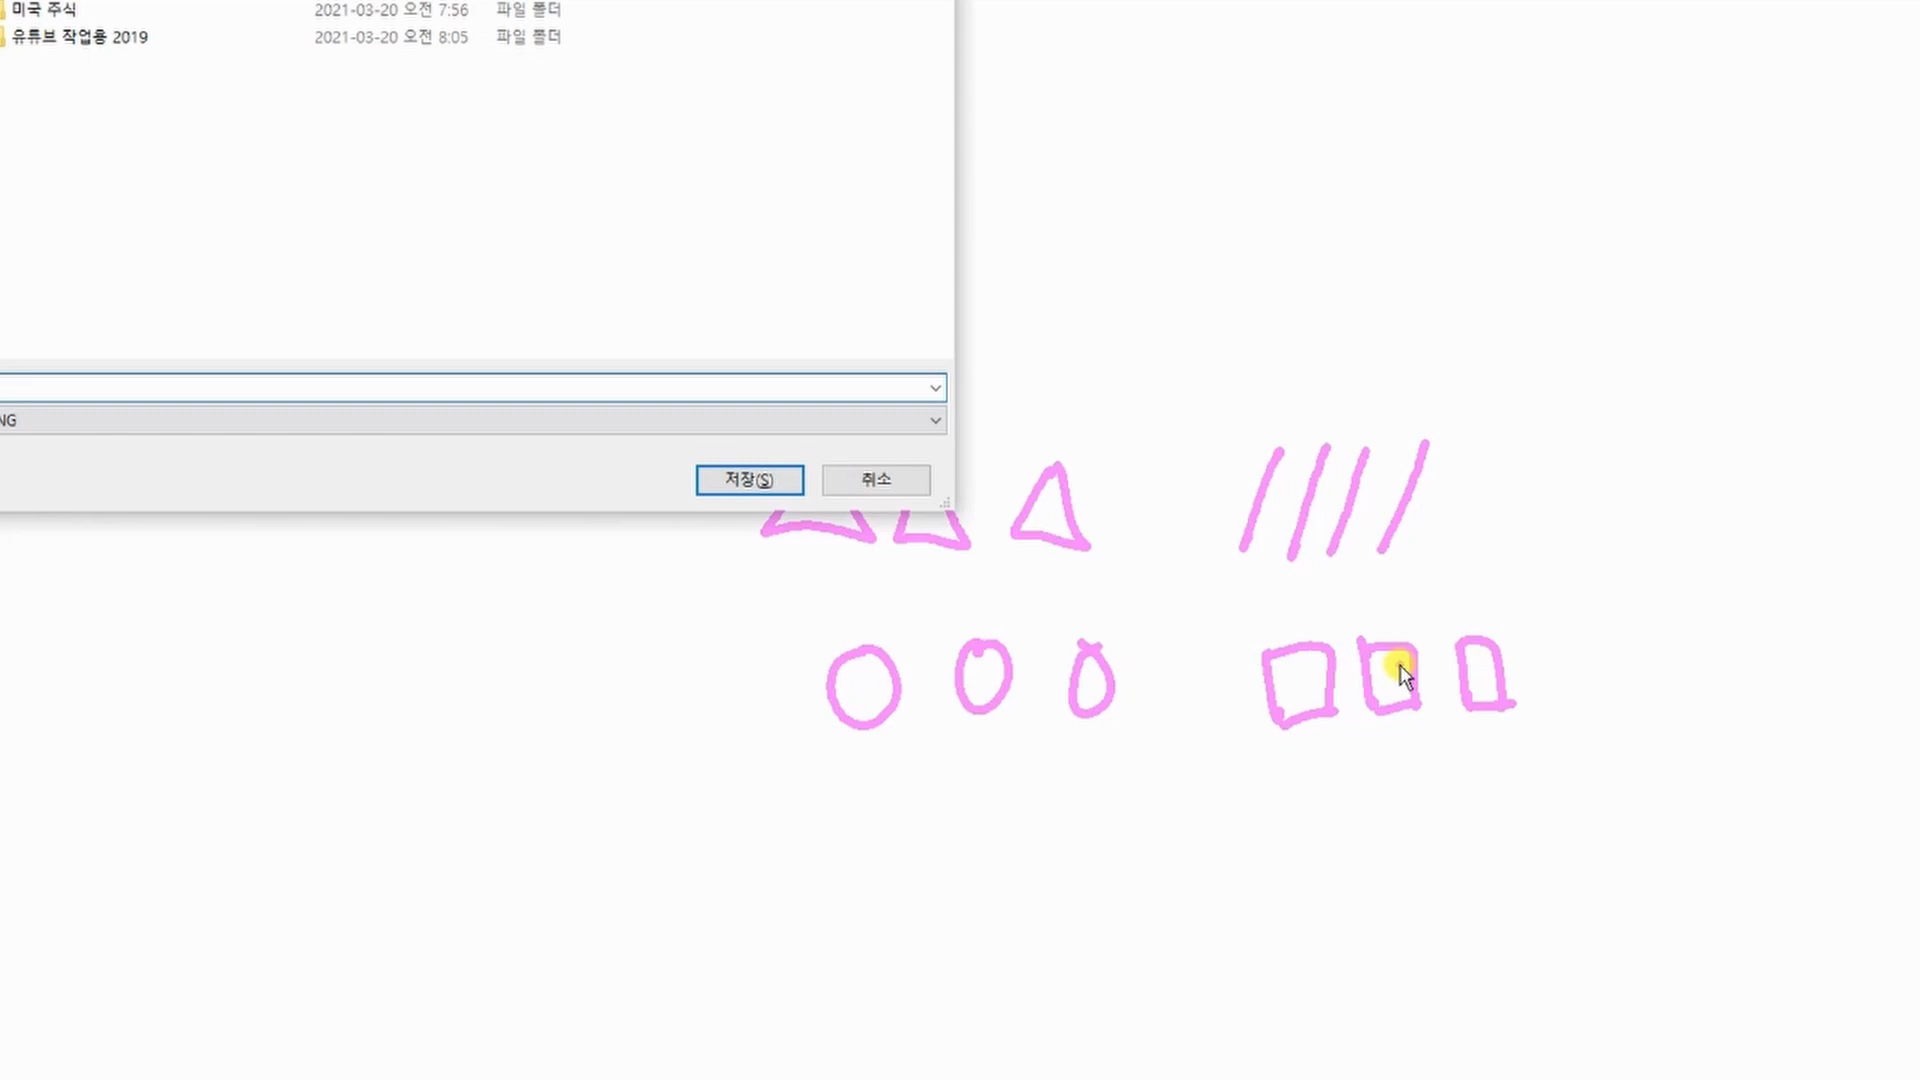 미국 주식 2021-03-20 오전 7:56 파일 폴더
유튜브 작업용 2019 2021-03-20 오전 8:05 파일 폴더
NG
저장(S) 취소